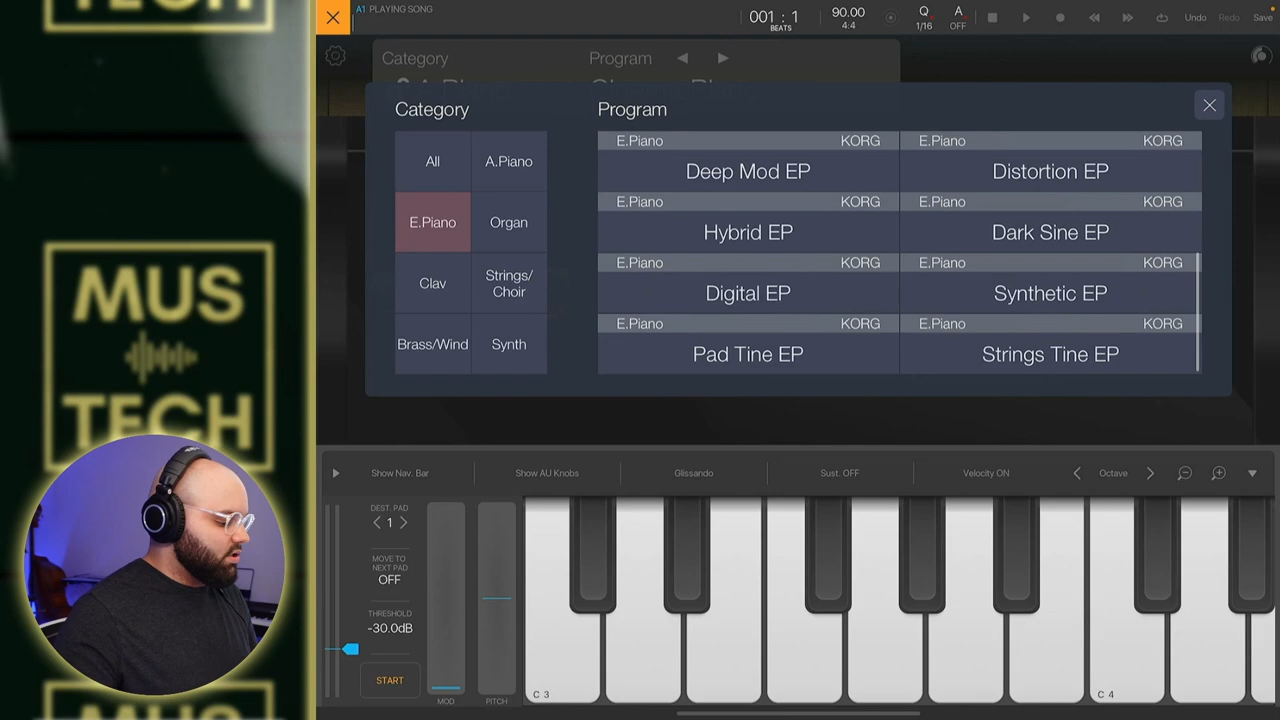 TECH
MUS
TECH
MUS
A1 PLAYING SONG
001 : 1
BEATS
90.00
4:4
Q
1/16
A
OFF
Undo
Redo
Save
Category
Program
Category
Program
All
A.Piano
E.Piano
Organ
Clav
Strings/
Choir
Brass/Wind
Synth
E.Piano KORG
Deep Mod EP
E.Piano KORG
Distortion EP
E.Piano KORG
Hybrid EP
E.Piano KORG
Dark Sine EP
E.Piano KORG
Digital EP
E.Piano KORG
Synthetic EP
E.Piano KORG
Pad Tine EP
E.Piano KORG
Strings Tine EP
Show Nav. Bar
Show AU Knobs
Glissando
Sust. OFF
Velocity ON
Octave
DEST. PAD
1
MOVE TO
NEXT PAD
OFF
THRESHOLD
-30.0dB
START
MOD
PITCH
C 3
C 4